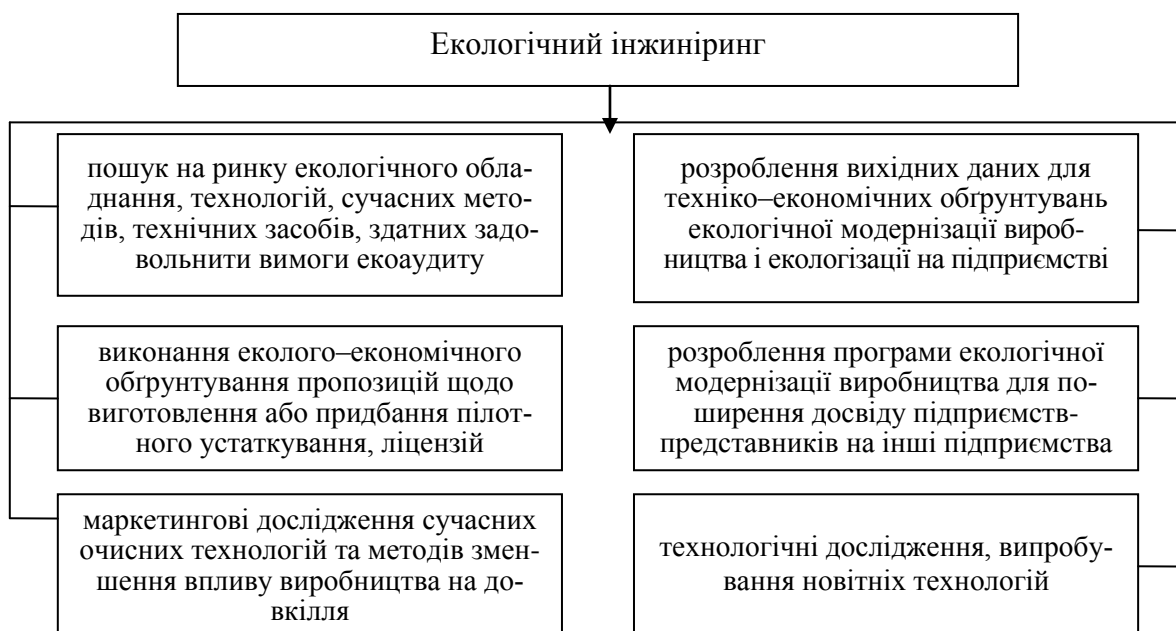 Екологічний інжиніринг
пошук на ринку екологічного обла-
днання, технологій, сучасних мето-
дів, технічних засобів, здатних задо-
вольнити вимоги екоаудиту
виконання еколого–економічного
обґрунтування пропозицій щодо
виготовлення або придбання пілот-
ного устаткування, ліцензій
маркетингові дослідження сучасних
очисних технологій та методів змен-
шення впливу виробництва на до-
вкілля
розроблення вихідних даних для
техніко–економічних обґрунтувань
екологічної модернізації вироб-
ництва і екологізації на підприємстві
розроблення програми екологічної
модернізації виробництва для по-
ширення досвіду підприємств-
представників на інші підприємства
технологічні дослідження, випробу-
вання новітніх технологій